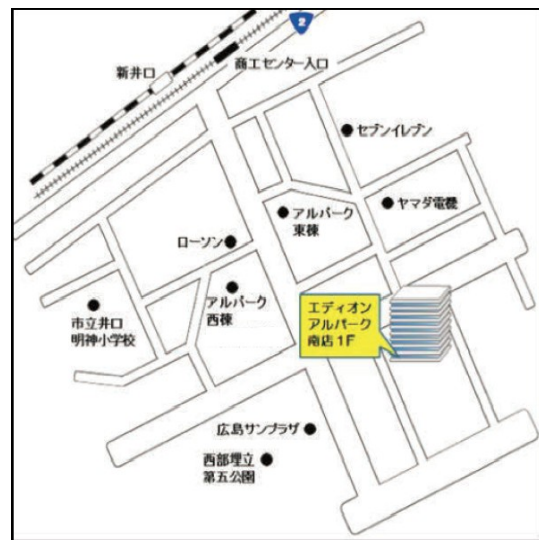 2
新井口
商工センター入口
セブンイレブン
ヤマダ電機
アルパーク
東棟
ローソン
アルパーク
西棟
市立井口
明神小学校
エディオン
アルパーク
南店1F
広島サンプラザ
西部埋立
第五公園